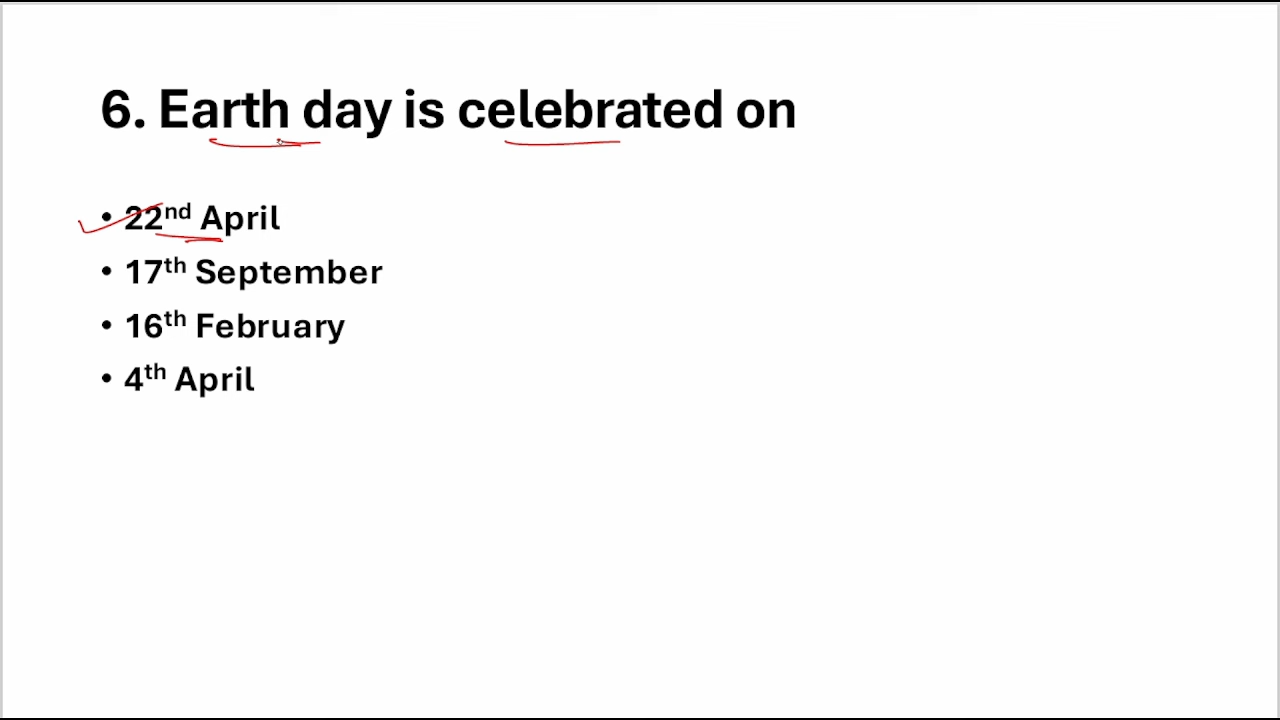 6. Earth day is celebrated on
• 22nd April
• 17th September
• 16th February
• 4th April